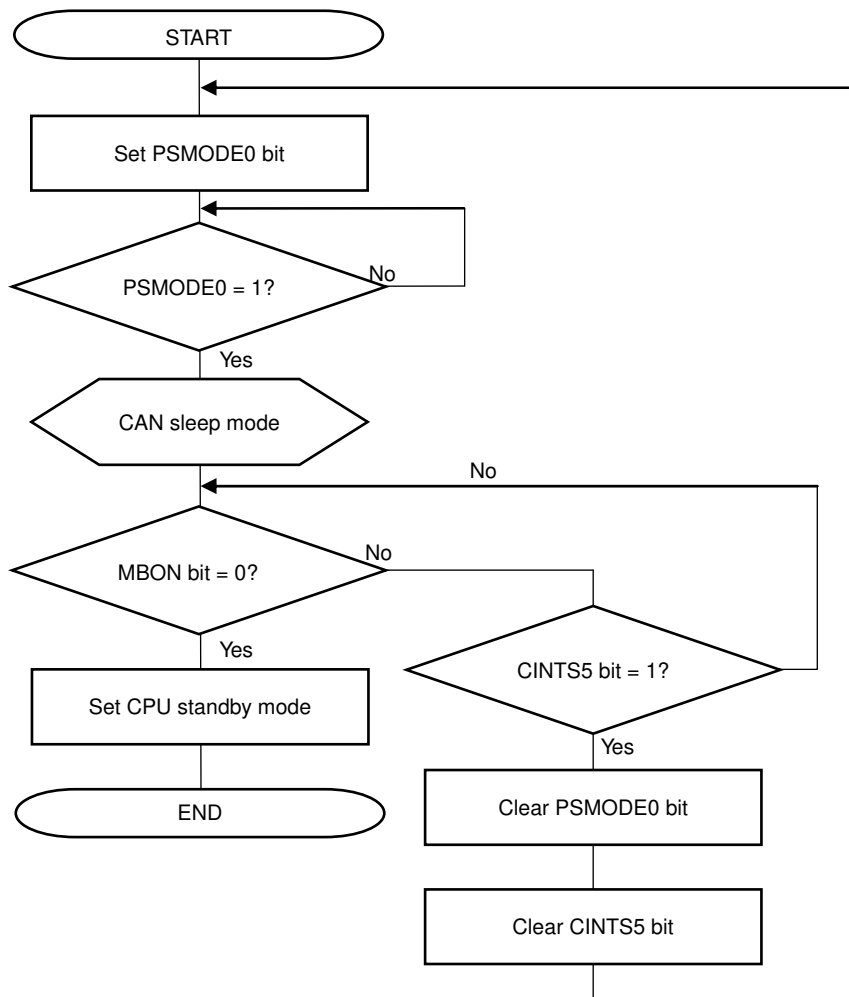 START
Set PSMODE0 bit
PSMODE0 = 1?
No
Yes
CAN sleep mode
No
MBON bit = 0?
No
Yes
CINTS5 bit = 1?
Set CPU standby mode
Yes
END
Clear PSMODE0 bit
Clear CINTS5 bit